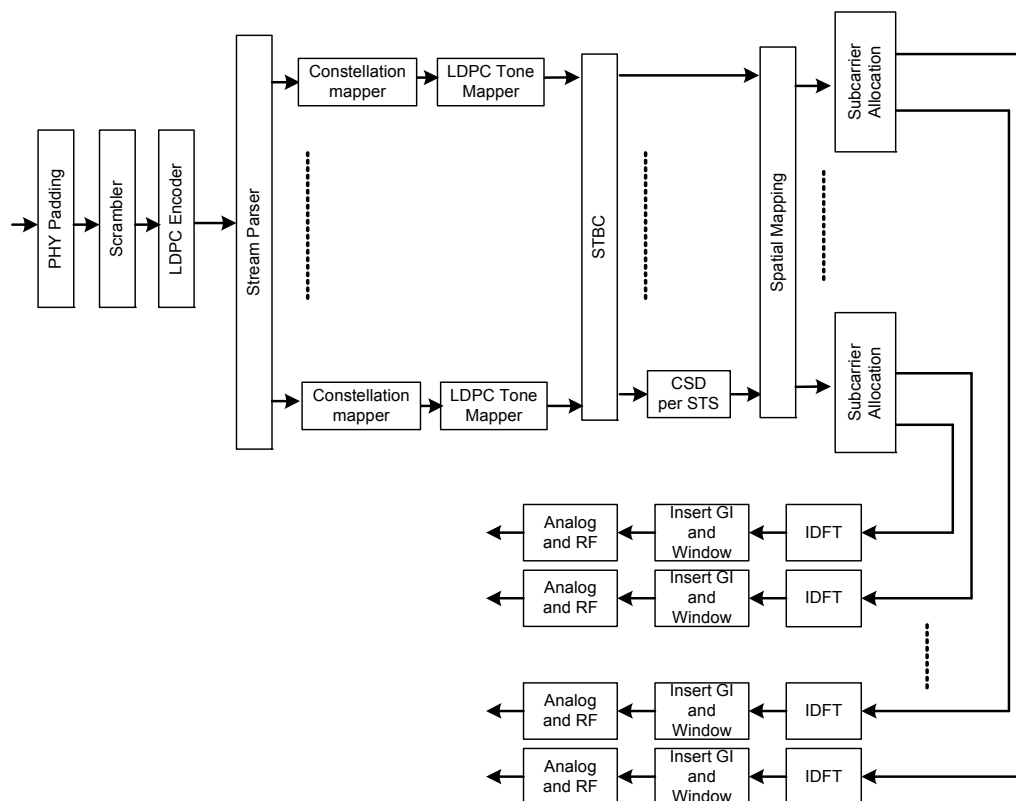 PHY Padding
Scrambler
LDPC Encoder
Stream Parser
Constellation
mapper
LDPC Tone
Mapper
Constellation
mapper
LDPC Tone
Mapper
STBC
CSD
per STS
Spatial Mapping
Subcarrier
Allocation
Subcarrier
Allocation
Analog
and RF
Insert GI
and
Window
IDFT
Analog
and RF
Insert GI
and
Window
IDFT
Analog
and RF
Insert GI
and
Window
IDFT
Analog
and RF
Insert GI
and
Window
IDFT